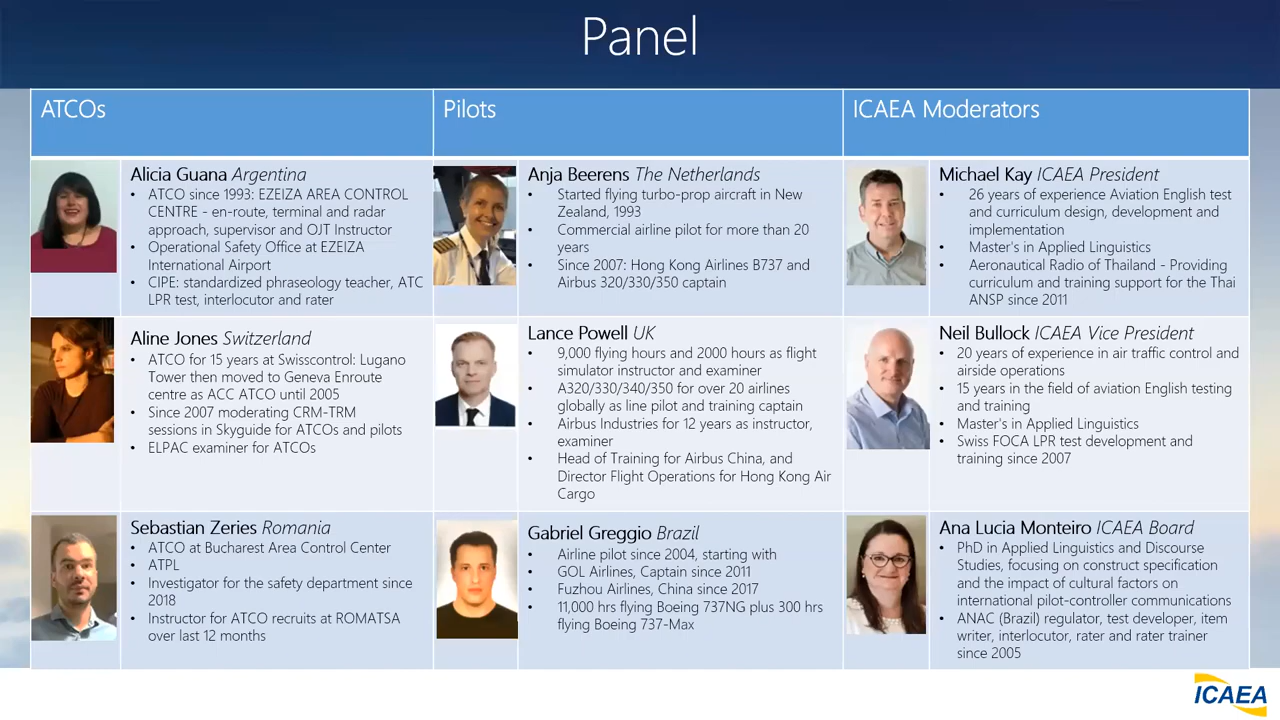 Panel
ATCOs
Pilots
ICAEA Moderators
Alicia Guana Argentina
• ATCO since 1993: EZEIZA AREA CONTROL
CENTRE - en-route, terminal and radar
approach, supervisor and OJT Instructor
• Operational Safety Office at EZEIZA
International Airport
• CIPE: standardized phraseology teacher, ATC
LPR test, interlocutor and rater
Anja Beerens The Netherlands
• Started flying turbo-prop aircraft in New
Zealand, 1993
• Commercial airline pilot for more than 20
years
• Since 2007: Hong Kong Airlines B737 and
Airbus 320/330/350 captain
Michael Kay ICAEA President
• 26 years of experience Aviation English test
and curriculum design, development and
implementation
• Master's in Applied Linguistics
• Aeronautical Radio of Thailand - Providing
curriculum and training support for the Thai
ANSP since 2011
Aline Jones Switzerland
• ATCO for 15 years at Swisscontrol: Lugano
Tower then moved to Geneva Enroute
centre as ACC ATCO until 2005
• Since 2007 moderating CRM-TRM
sessions in Skyguide for ATCOs and pilots
• ELPAC examiner for ATCOs
Lance Powell UK
• 9,000 flying hours and 2000 hours as flight
simulator instructor and examiner
• A320/330/340/350 for over 20 airlines
globally as line pilot and training captain
• Airbus Industries for 12 years as instructor,
examiner
• Head of Training for Airbus China, and
Director Flight Operations for Hong Kong Air
Cargo
Neil Bullock ICAEA Vice President
• 20 years of experience in air traffic control and
airside operations
• 15 years in the field of aviation English testing
and training
• Master's in Applied Linguistics
• Swiss FOCA LPR test development and
training since 2007
Sebastian Zeries Romania
• ATCO at Bucharest Area Control Center
• ATPL
• Investigator for the safety department since
2018
• Instructor for ATCO recruits at ROMATSA
over last 12 months
Gabriel Greggio Brazil
• Airline pilot since 2004, starting with
• GOL Airlines, Captain since 2011
• Fuzhou Airlines, China since 2017
• 11,000 hrs flying Boeing 737NG plus 300 hrs
flying Boeing 737-Max
Ana Lucia Monteiro ICAEA Board
• PhD in Applied Linguistics and Discourse
Studies, focusing on construct specification
and the impact of cultural factors on
international pilot-controller communications
• ANAC (Brazil) regulator, test developer, item
writer, interlocutor, rater and rater trainer
since 2005
ICAEA